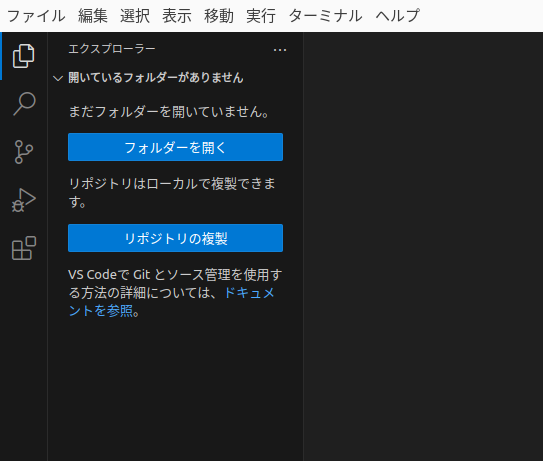 ファイル 編集 選択 表示 移動 実行 ターミナル ヘルプ
エクスプローラー
開いているフォルダーがありません
まだフォルダーを開いていません。
フォルダーを開く
リポジトリはローカルで複製できま
す。
リポジトリの複製
VS Codeで Git とソース管理を使用す
る方法の詳細については、ドキュメ
ントを参照。